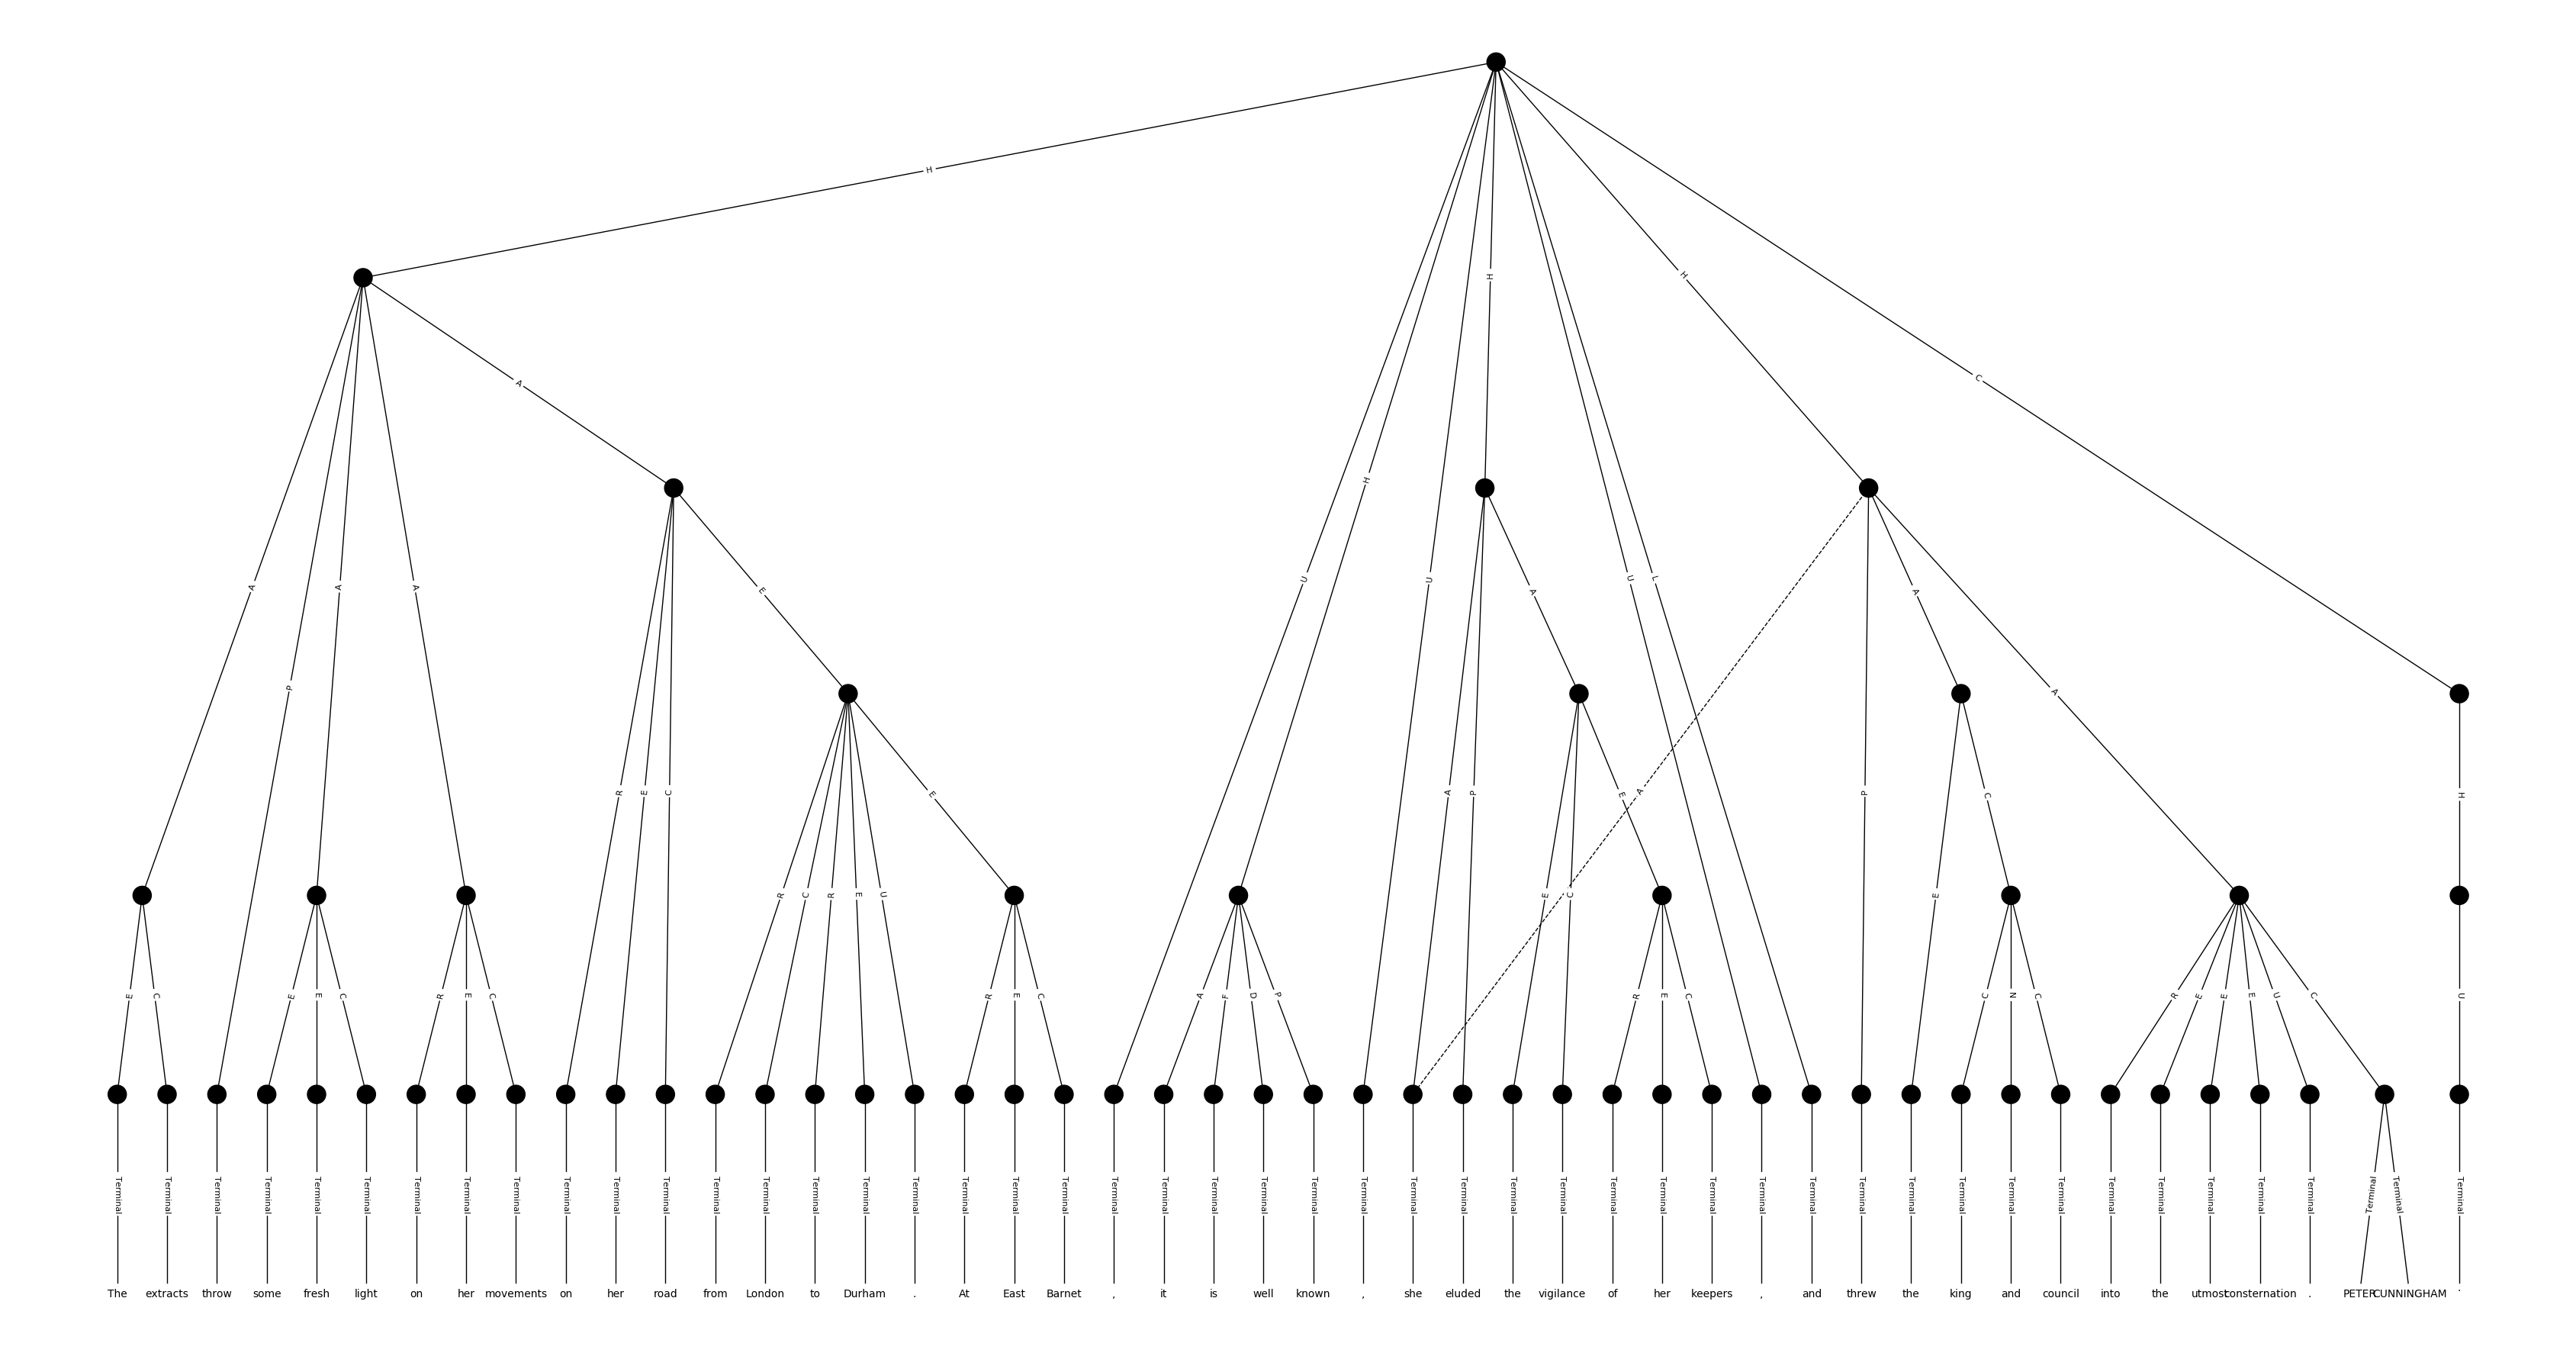 H
H
H
C
A
H
U
A
A
A
E
A
A
U
U
U
L
P
A
R
E
C
E
A
P
E
A
P
C
H
R
C
R
E
U
E
C
E
E
C
E
E
C
R
E
C
R
E
C
A
F
D
P
R
E
C
C
N
C
R
E
E
E
U
C
U
Terminal Terminal Terminal Terminal Terminal Terminal Terminal Terminal Terminal Terminal Terminal Terminal Terminal Terminal Terminal Terminal Terminal Terminal Terminal Terminal Terminal Terminal Terminal Terminal Terminal Terminal Terminal Terminal Terminal Terminal Terminal Terminal Terminal Terminal Terminal Terminal Terminal Terminal Terminal Terminal Terminal Terminal Terminal Terminal Terminal Terminal Terminal Terminal
The extracts throw some fresh light on her movements on her road from London to Durham . At East Barnet , it is well known , she eluded the vigilance of her keepers , and threw the king and council into the utmost consternation . PETER CUNNINGHAM .